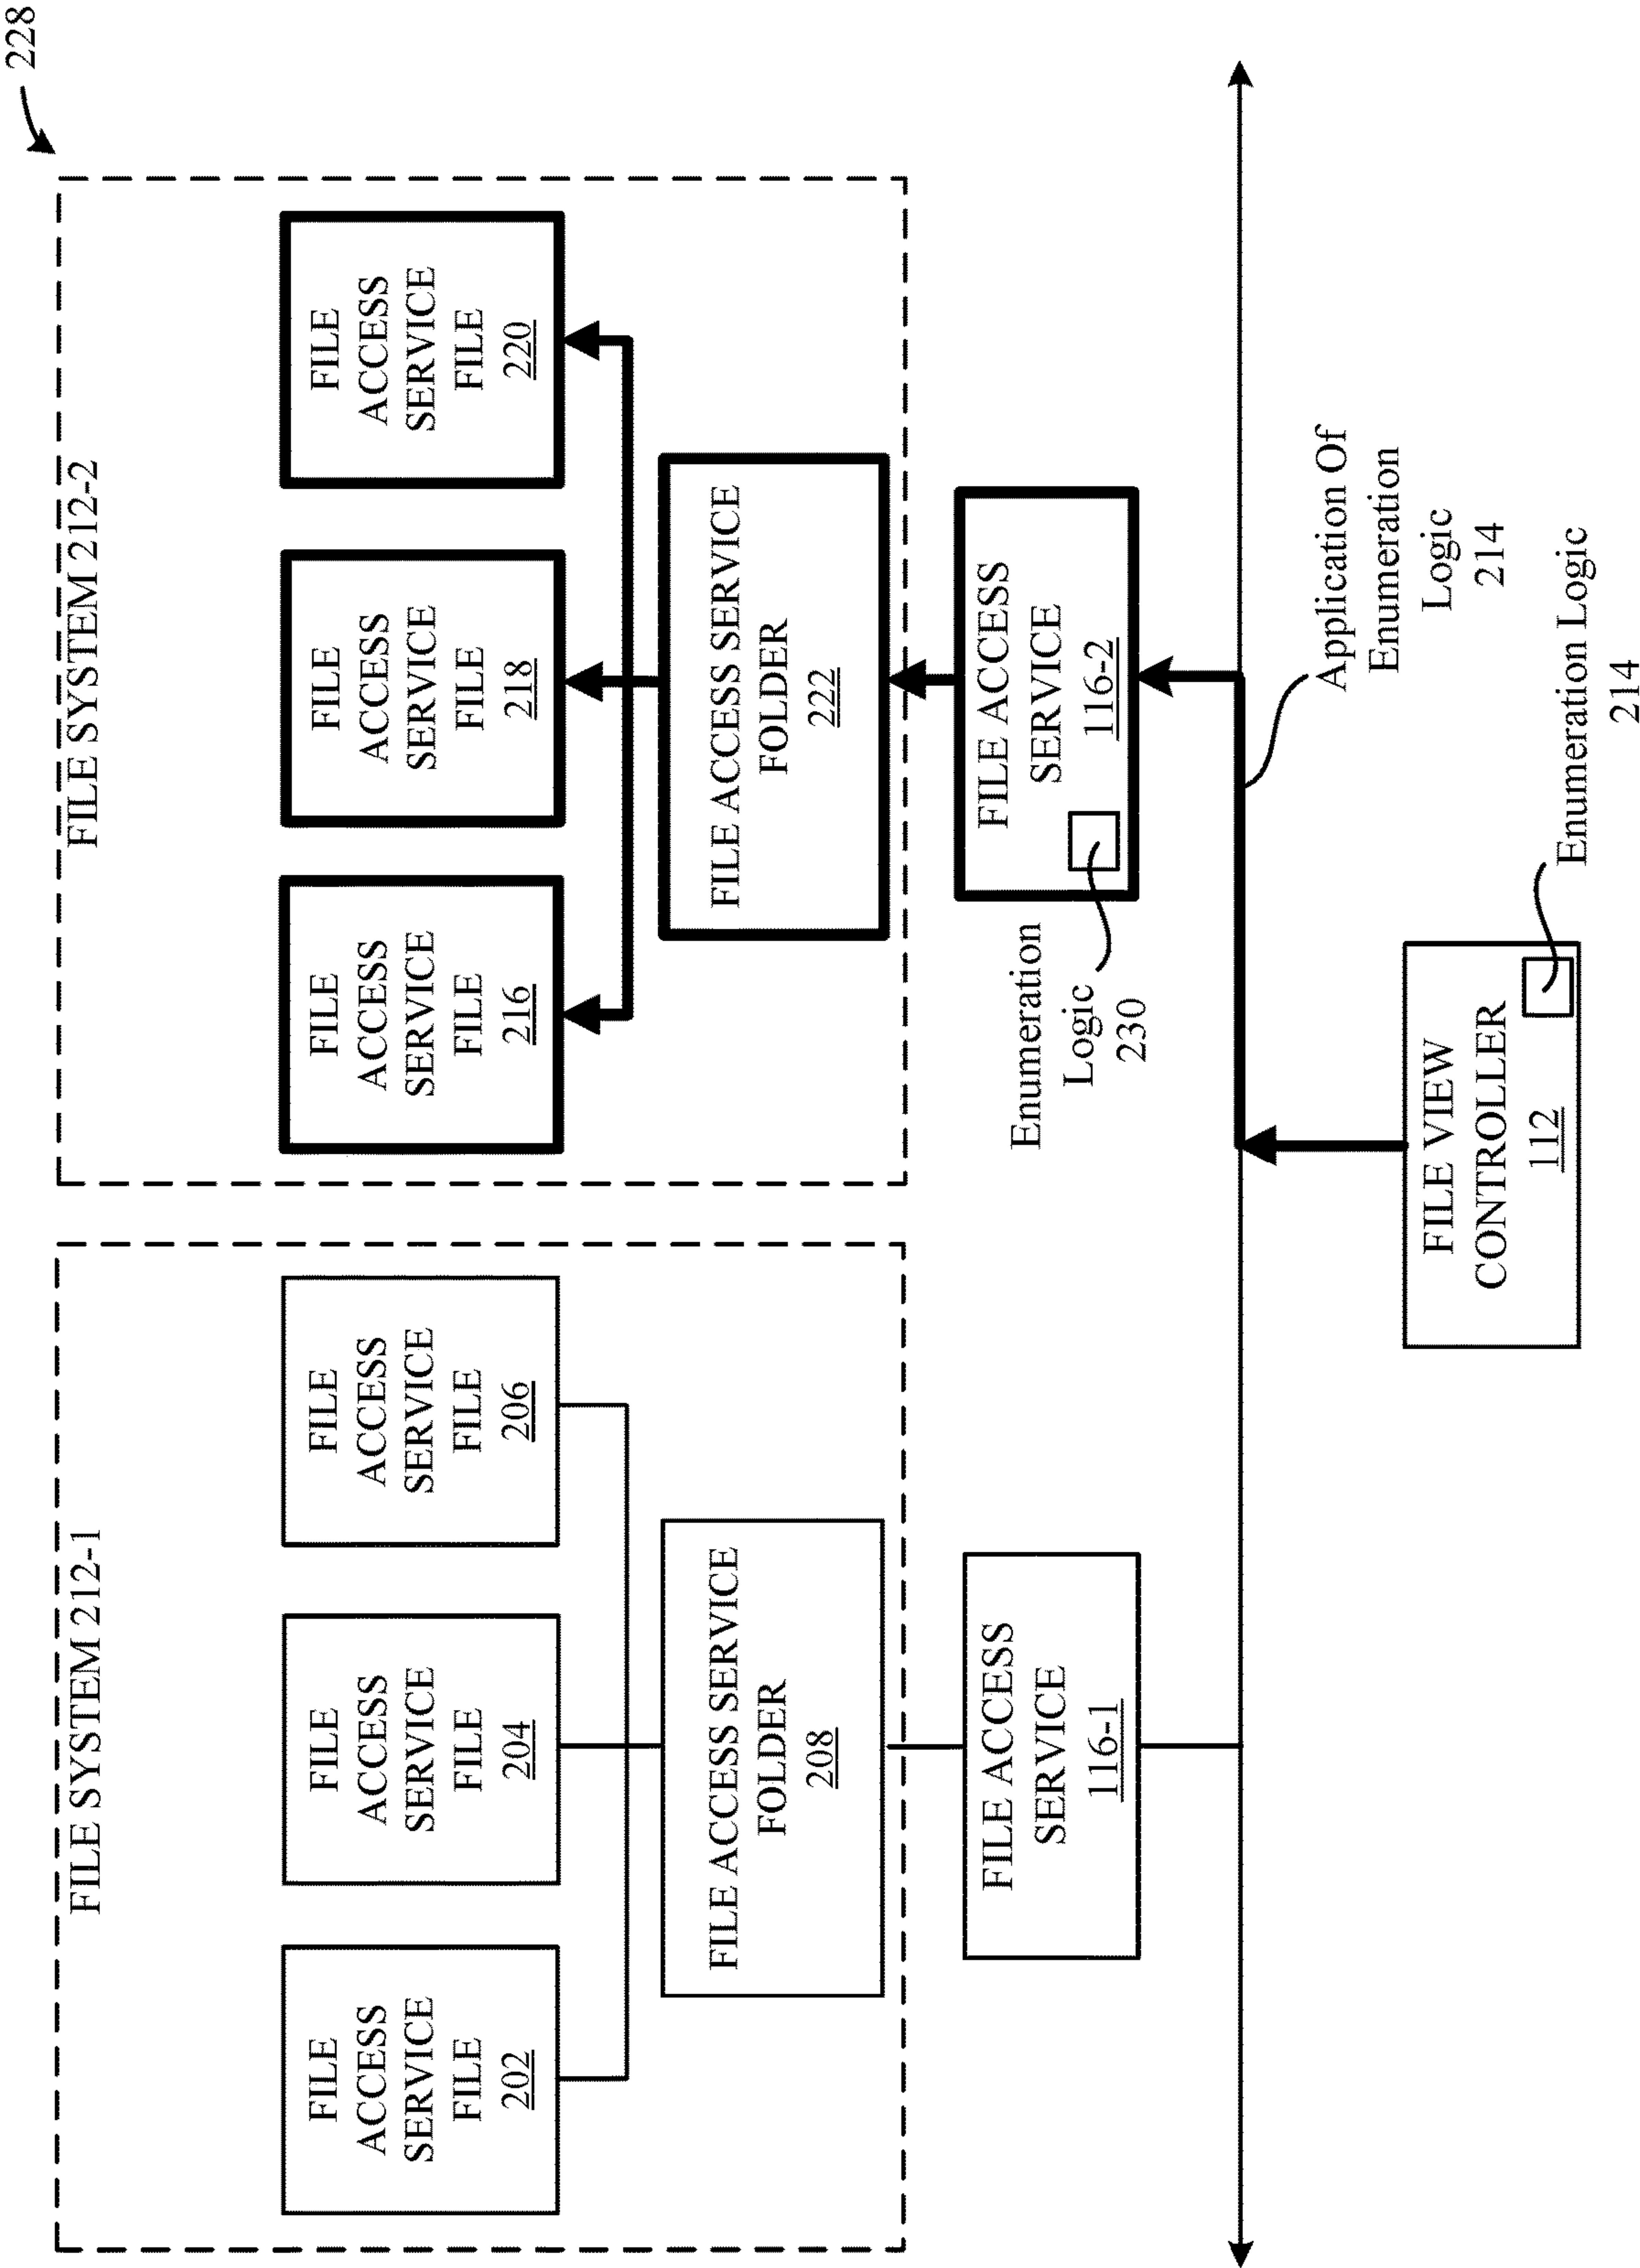 228
FILE SYSTEM 212-1
FILE
ACCESS
SERVICE
FILE
202
FILE
ACCESS
SERVICE
FILE
204
FILE
ACCESS
SERVICE
FILE
206
FILE ACCESS SERVICE
FOLDER
208
FILE ACCESS
SERVICE
116-1
FILE SYSTEM 212-2
FILE
ACCESS
SERVICE
FILE
216
FILE
ACCESS
SERVICE
FILE
218
FILE
ACCESS
SERVICE
FILE
220
FILE ACCESS SERVICE
FOLDER
222
FILE ACCESS
SERVICE
116-2
Enumeration
Logic
230
Application Of
Enumeration
Logic
214
FILE VIEW
CONTROLLER
112
Enumeration Logic
214